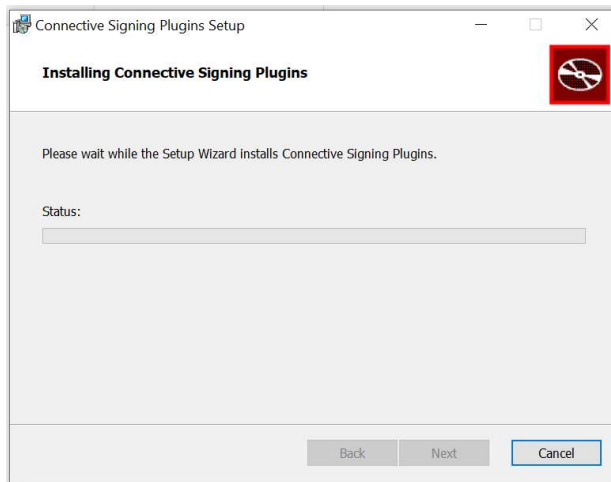 Connective Signing Plugins Setup
Installing Connective Signing Plugins
Please wait while the Setup Wizard installs Connective Signing Plugins.
Status:
Back Next Cancel